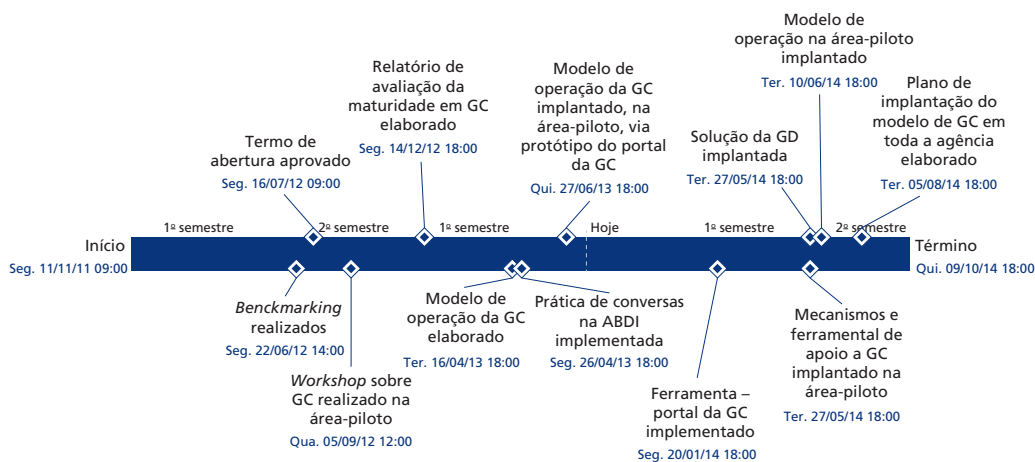 Modelo de
operação na área-piloto
implantado
Ter. 10/06/14 18:00
Relatório de
avaliação da
maturidade em GC
elaborado
Seg. 14/12/12 18:00
Modelo de
operação da GC
implantado, na
área-piloto, via
protótipo do portal
da GC
Qui. 27/06/13 18:00
Plano de
implantação do
modelo de GC em
toda a agência
elaborado
Ter. 05/08/14 18:00
Termo de
abertura aprovado
Seg. 16/07/12 09:00
Solução da GD
implantada
Ter. 27/05/14 18:00
1º semestre
2º semestre
1º semestre
Hoje
1º semestre
2º semestre
Início
Seg. 11/11/11 09:00
Término
Qui. 09/10/14 18:00
Benckmarking
realizados
Seg. 22/06/12 14:00
Workshop sobre
GC realizado na
área-piloto
Qua. 05/09/12 12:00
Modelo de
operação da GC
elaborado
Ter. 16/04/13 18:00
Prática de conversas
na ABDI
implementada
Seg. 26/04/13 18:00
Ferramenta –
portal da GC
implementado
Seg. 20/01/14 18:00
Mecanismos e
ferramental de
apoio a GC
implantado na
área-piloto
Ter. 27/05/14 18:00